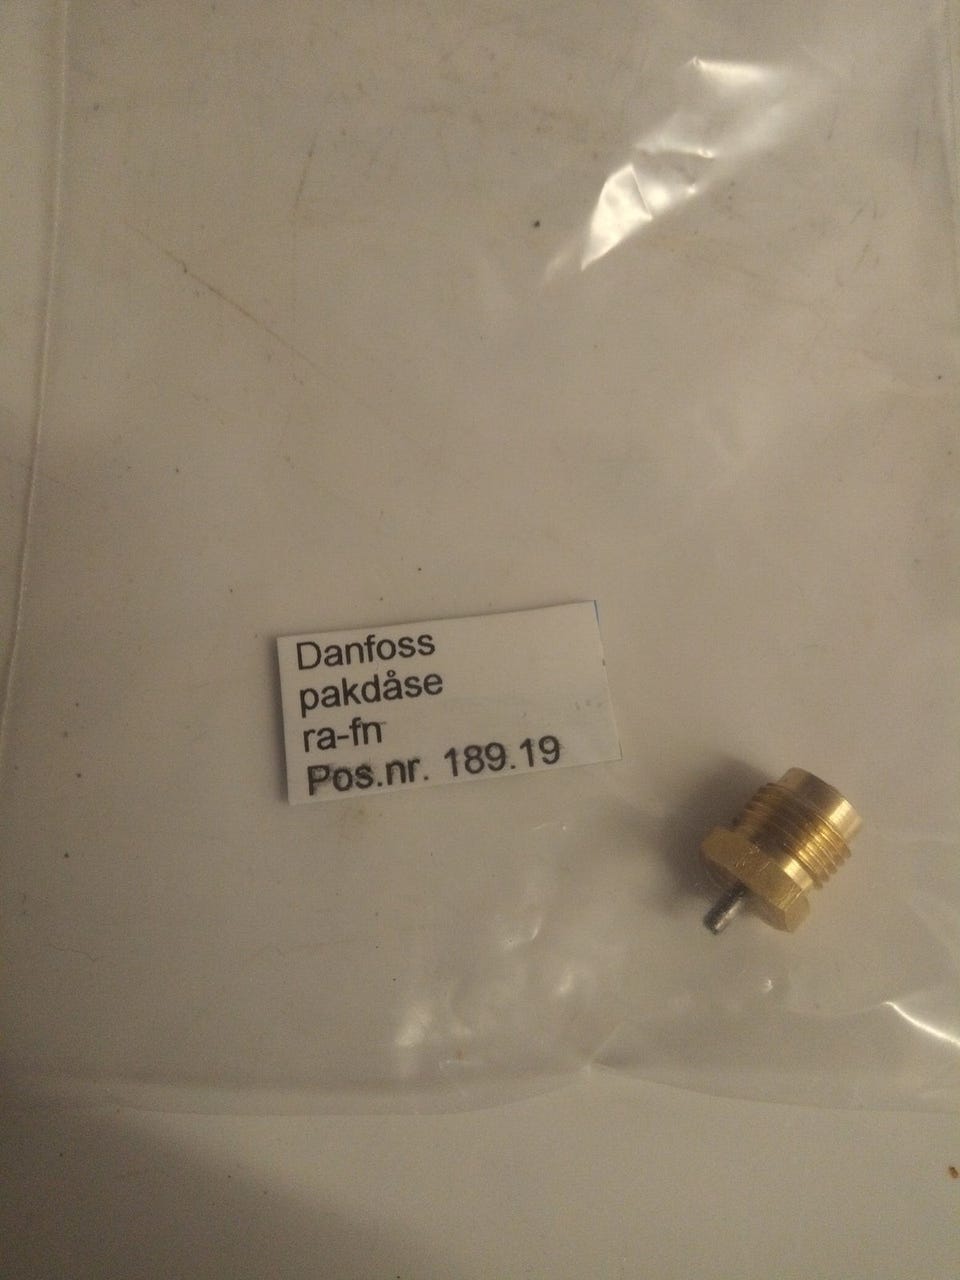 Danfoss
pakdåse
ra-fn
Pos.nr. 189.19